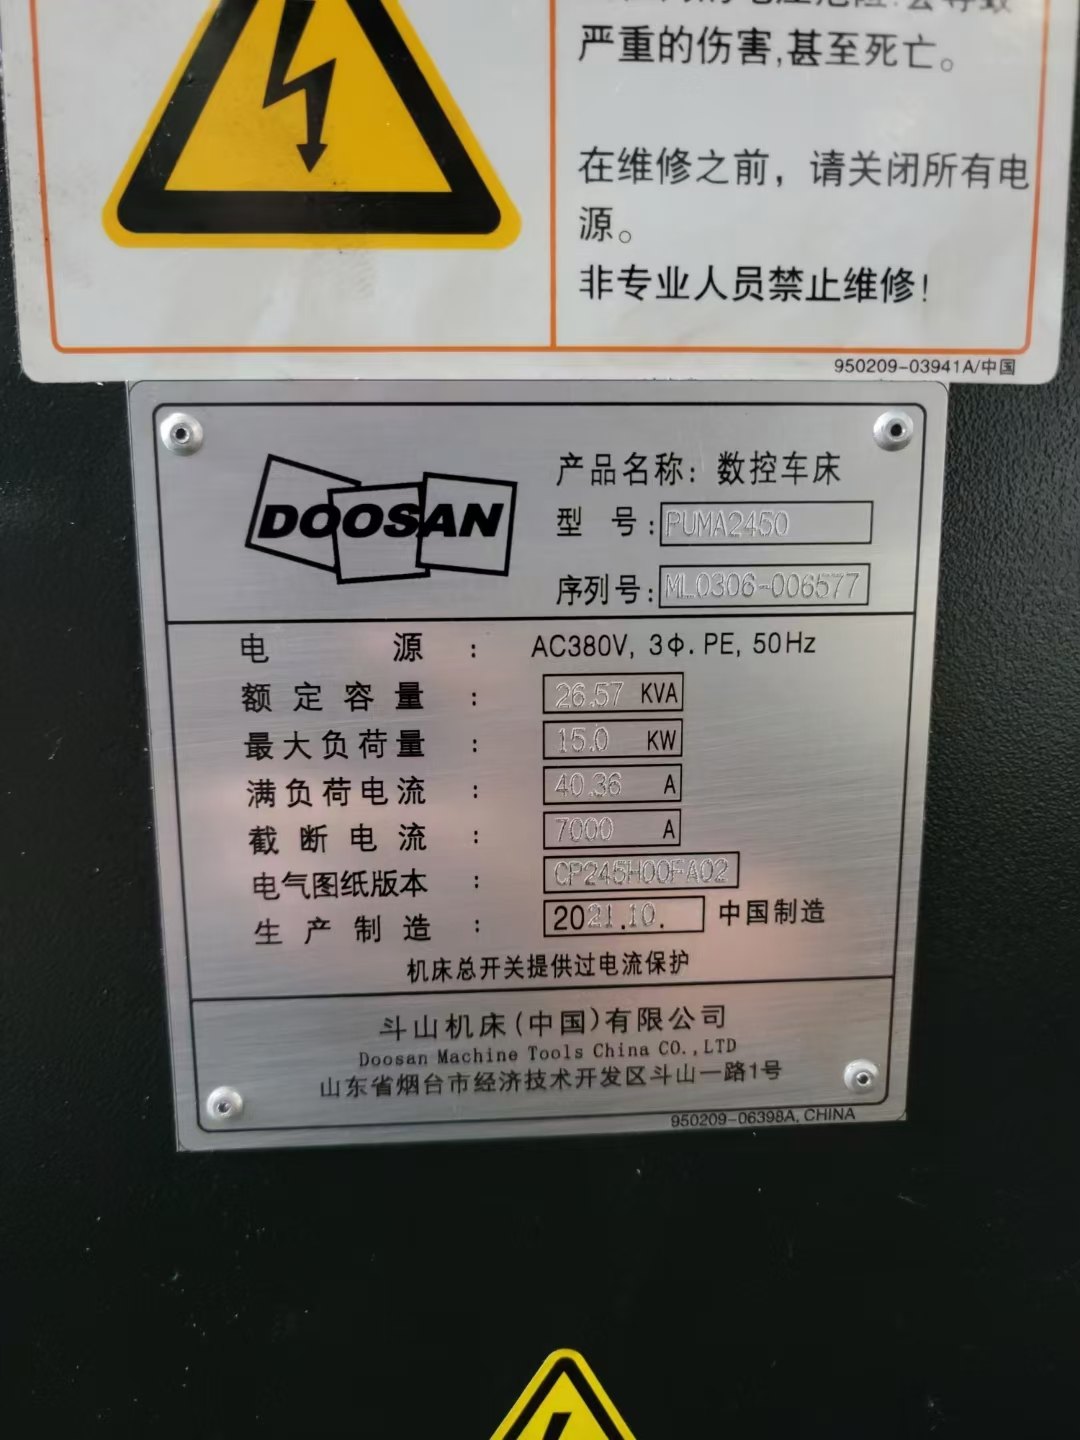 严重的伤害,甚至死亡。
在维修之前，请关闭所有电
源。
非专业人员禁止维修!
950209-03941A/中国
DOOSAN
产品名称: 数控车床
型 号: PUMA2450
序列号: ML0306-006577
电 源 : AC380V, 3Φ. PE, 50Hz
额定容量 : 26.57 KVA
最大负荷量 : 15.0 KW
满负荷电流 : 40.36 A
截断电流 : 7000 A
电气图纸版本 : CP245H00FA02
生产制造 : 2021.10. 中国制造
机床总开关提供过电流保护
斗山机床(中国)有限公司
Doosan Machine Tools China CO.,LTD
山东省烟台市经济技术开发区斗山一路1号
950209-06398A, CHINA